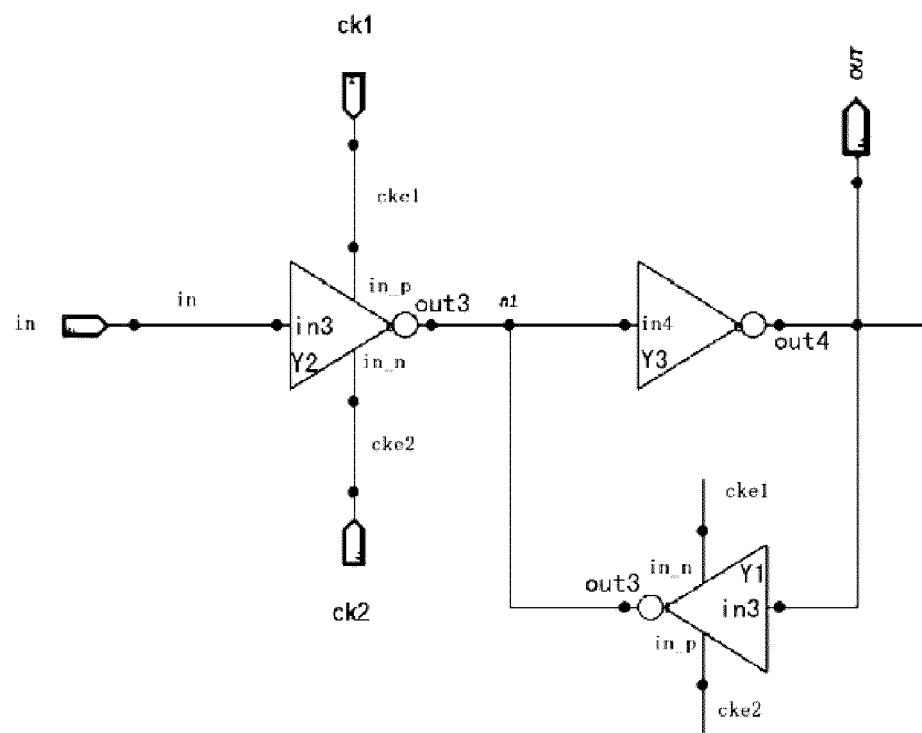 ck1
OUT
cke1
in_p
out3
n1
in
in
in3
in4
Y2
Y3
out4
in_n
cke2
cke1
in_n
Y1
out3
in3
ck2
in_p
cke2